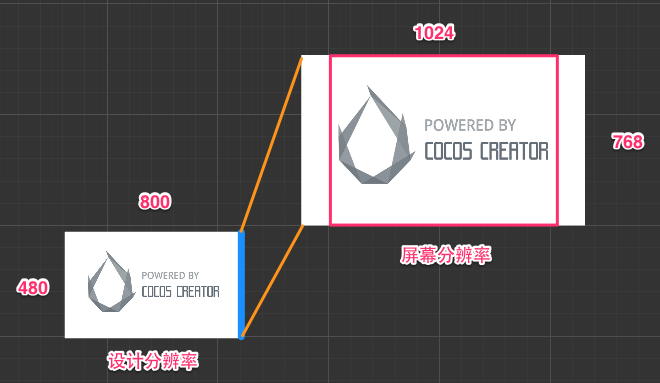 1024
POWERED BY
COCOS CREATOR
768
屏幕分辨率
800
480
POWERED BY
COCOS CREATOR
设计分辨率